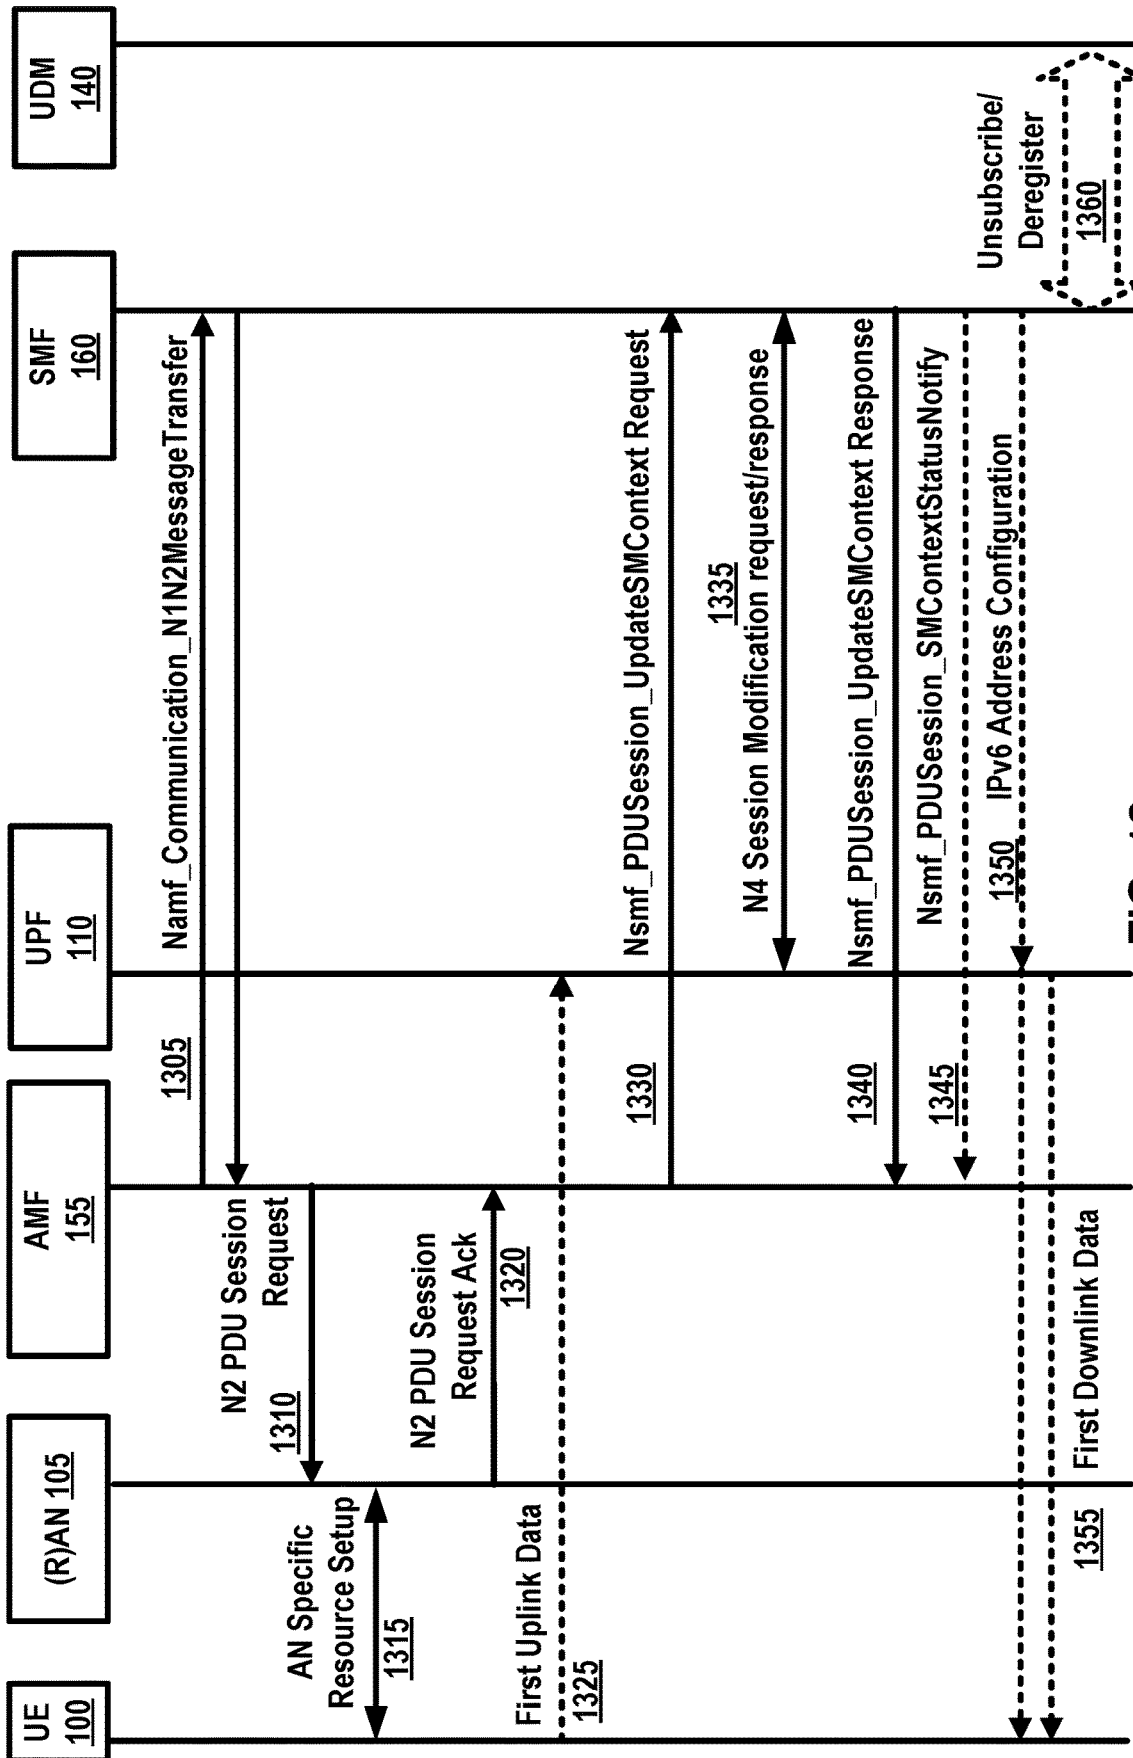 UE
100
(R)AN 105
AMF
155
UPF
110
SMF
160
UDM
140
Namf_Communication_N1N2MessageTransfer
1305
N2 PDU Session
Request
1310
AN Specific
Resource Setup
1315
N2 PDU Session
Request Ack
1320
First Uplink Data
1325
Nsmf_PDUSession_UpdateSMContext Request
1330
1335
N4 Session Modification request/response
Nsmf_PDUSession_UpdateSMContext Response
1340
Nsmf_PDUSession_SMContextStatusNotify
1345
IPv6 Address Configuration
1350
First Downlink Data
1355
Unsubscribe/
Deregister
1360